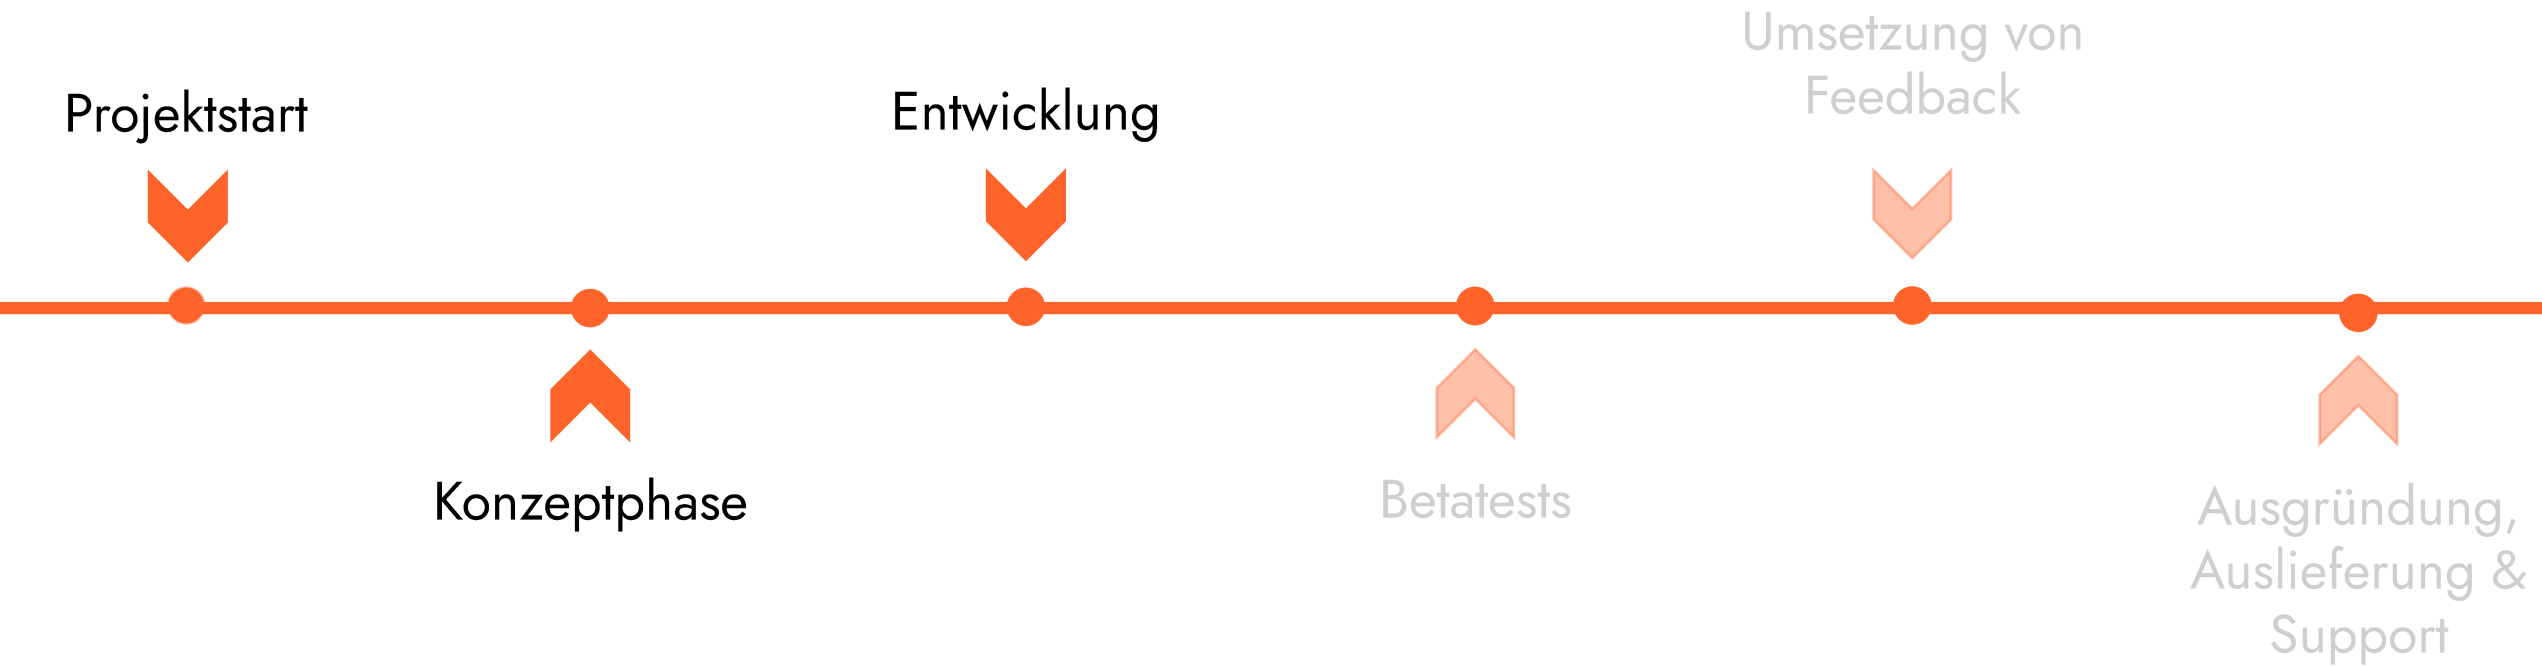 Projektstart
Konzeptphase
Entwicklung
Betatests
Umsetzung von
Feedback
Ausgründung,
Auslieferung &
Support